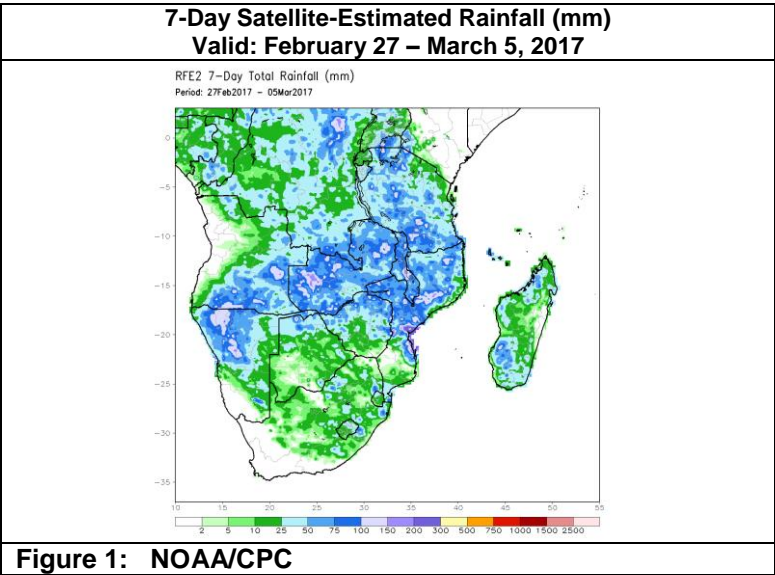 7-Day Satellite-Estimated Rainfall (mm)
Valid: February 27 – March 5, 2017
RFE2 7-Day Total Rainfall (mm)
Period: 27Feb2017 - 05Mar2017
0
-5
-10
-15
-20
-25
-30
-35
10 15 20 25 30 35 40 45 50 55
2 5 10 25 50 75 100 150 200 300 500 750 1000 1500 2500
Figure 1: NOAA/CPC